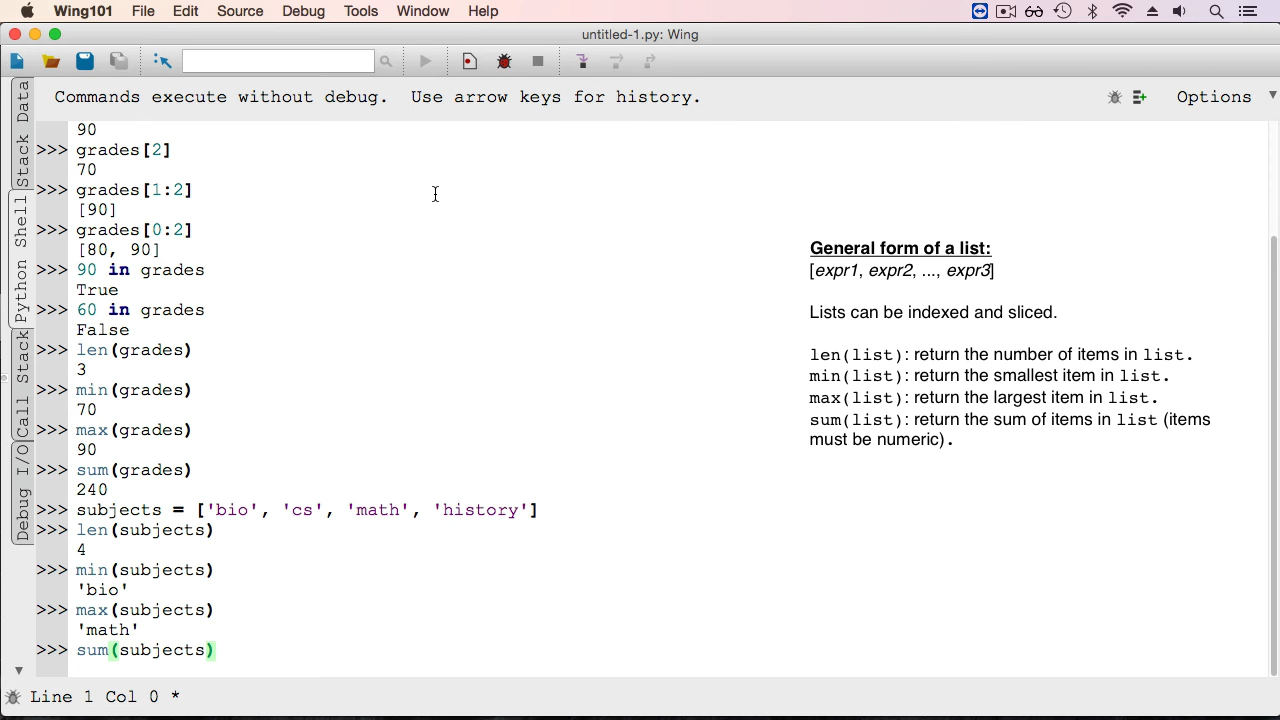 Wing101 File Edit Source Debug Tools Window Help
untitled-1.py: Wing
Commands execute without debug. Use arrow keys for history.
Options
Stack Data
Python Shell
Call Stack
Debug I/O
90
>>> grades[2]
70
>>> grades[1:2]
[90]
>>> grades[0:2]
[80, 90]
>>> 90 in grades
True
>>> 60 in grades
False
>>> len(grades)
3
>>> min(grades)
70
>>> max(grades)
90
>>> sum(grades)
240
>>> subjects = ['bio', 'cs', 'math', 'history']
>>> len(subjects)
4
>>> min(subjects)
'bio'
>>> max(subjects)
'math'
>>> sum(subjects)
General form of a list:
[expr1, expr2, ..., expr3]
Lists can be indexed and sliced.
len(list): return the number of items in list.
min(list): return the smallest item in list.
max(list): return the largest item in list.
sum(list): return the sum of items in list (items
must be numeric).
Line 1 Col 0 *